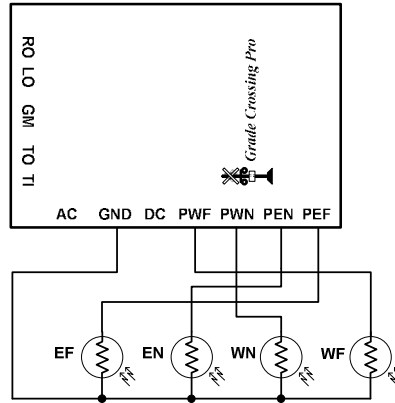 RO LO GM TO TI
Grade Crossing Pro
AC GND DC PWF PWN PEN PEF
EF EN WN WF